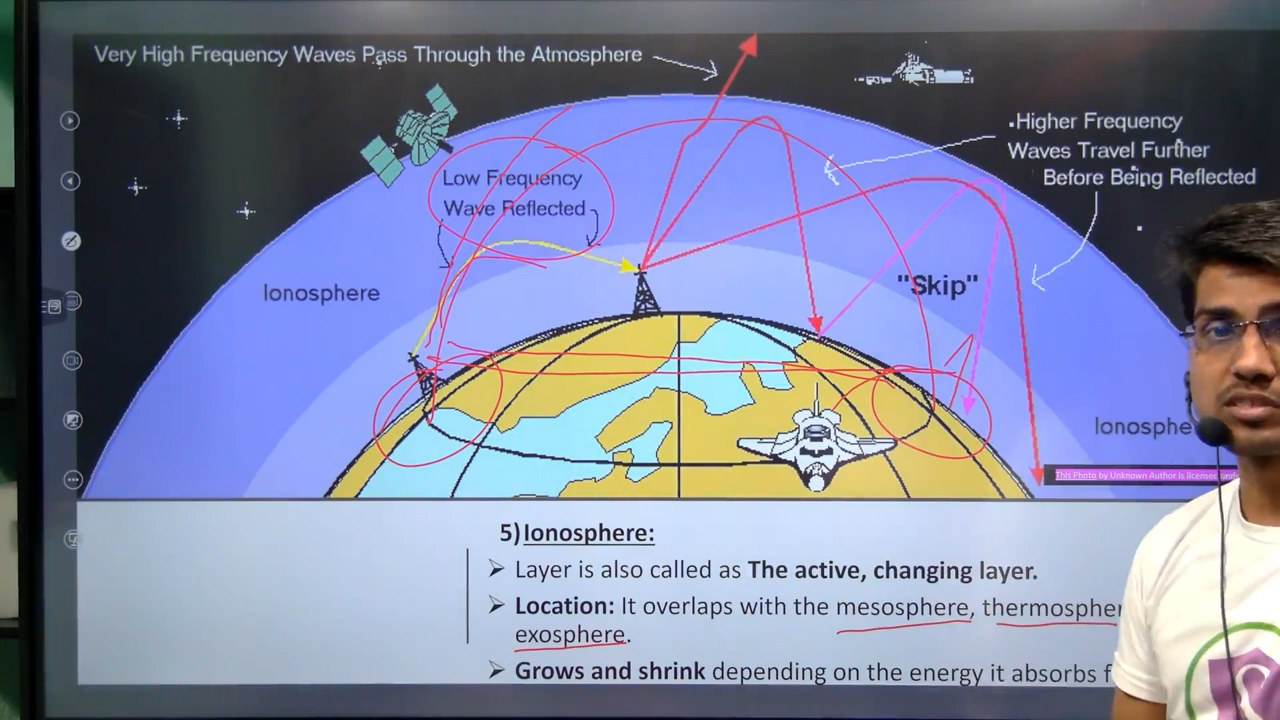 Very High Frequency Waves Pass Through the Atmosphere
.Higher Frequency
Waves Travel Further
Before Being Reflected
Low Frequency
Wave Reflected
Ionosphere
"Skip"
Ionosphe
This Photo by Unknown Author is licensed
5) Ionosphere:
➢ Layer is also called as The active, changing layer.
➢ Location: It overlaps with the mesosphere, thermospher
exosphere.
➢ Grows and shrink depending on the energy it absorbs f